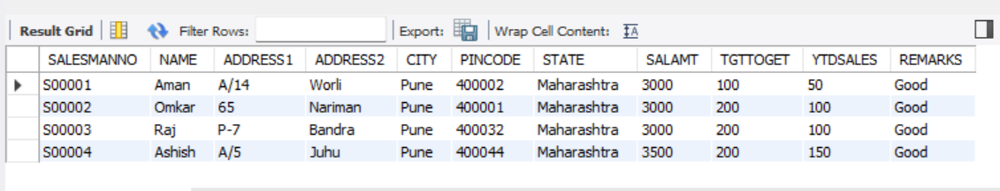 Result Grid Filter Rows: Export: Wrap Cell Content:
SALESMANNO NAME ADDRESS1 ADDRESS2 CITY PINCODE STATE SALAMT TGTTOGET YTDSALES REMARKS
S00001 Aman A/14 Worli Pune 400002 Maharashtra 3000 100 50 Good
S00002 Omkar 65 Nariman Pune 400001 Maharashtra 3000 200 100 Good
S00003 Raj P-7 Bandra Pune 400032 Maharashtra 3000 200 100 Good
S00004 Ashish A/5 Juhu Pune 400044 Maharashtra 3500 200 150 Good